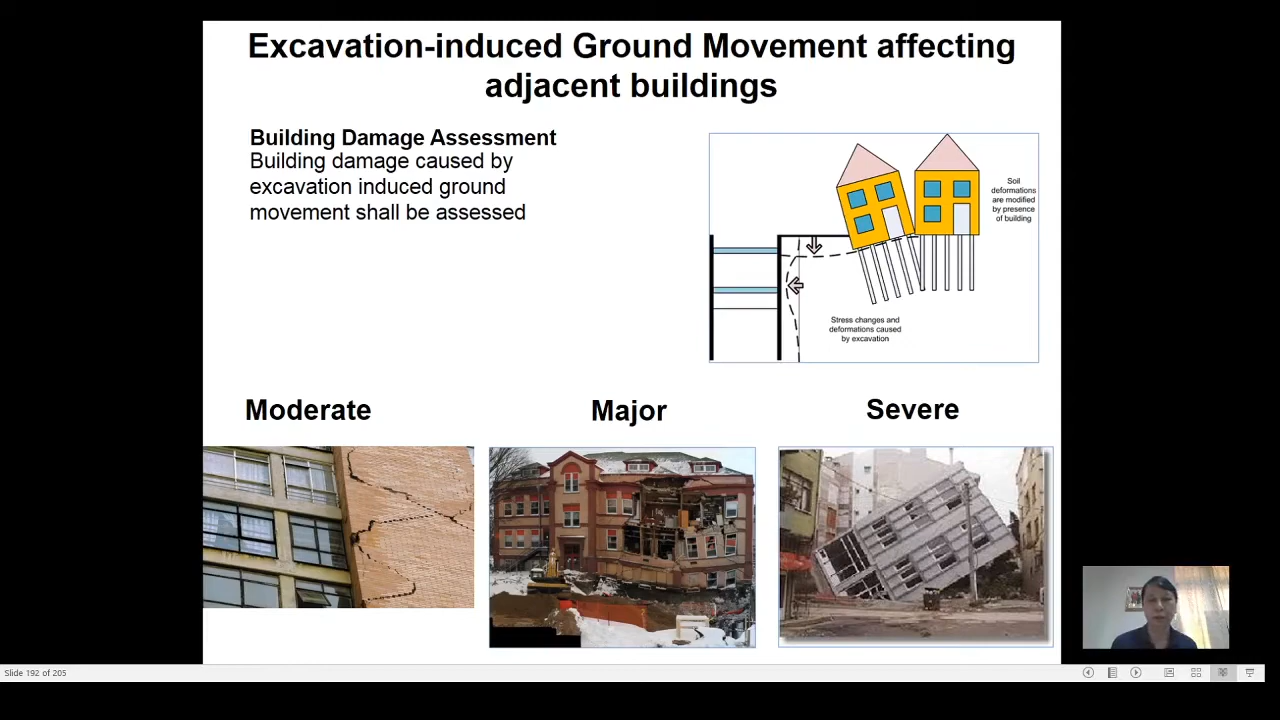 Excavation-induced Ground Movement affecting
adjacent buildings
Building Damage Assessment
Building damage caused by
excavation induced ground
movement shall be assessed
Soil
deformations
are modified
by presence
of building
Stress changes and
deformations caused
by excavation
Moderate
Major
Severe
Slide 192 of 205